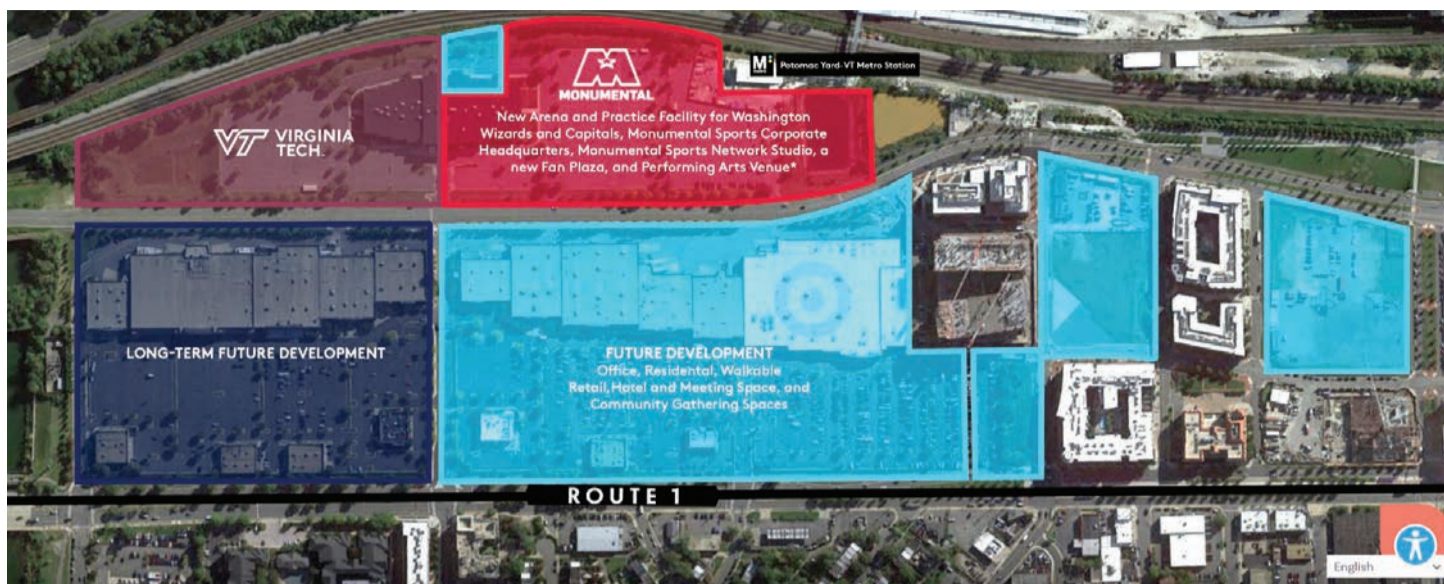 M
Potomac Yard-VT Metro Station
MONUMENTAL
New Arena and Practice Facility for Washington
Wizards and Capitals, Monumental Sports Corporate
Headquarters, Monumental Sports Network Studio, a
new Fan Plaza, and Performing Arts Venue*
VT VIRGINIA
TECH
LONG-TERM FUTURE DEVELOPMENT
FUTURE DEVELOPMENT
Office, Residential, Walkable
Retail, Hotel and Meeting Space, and
Community Gathering Spaces
ROUTE 1
English